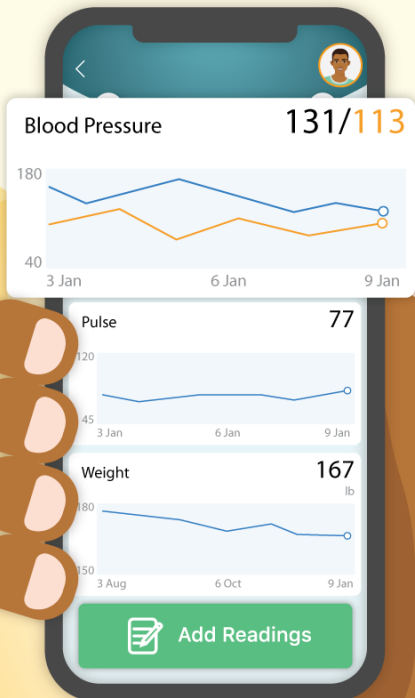 Blood Pressure 131/113
180
40
3 Jan 6 Jan 9 Jan
Pulse 77
120
45
3 Jan 6 Jan 9 Jan
Weight 167
lb
180
150
3 Aug 6 Oct 9 Jan
Add Readings